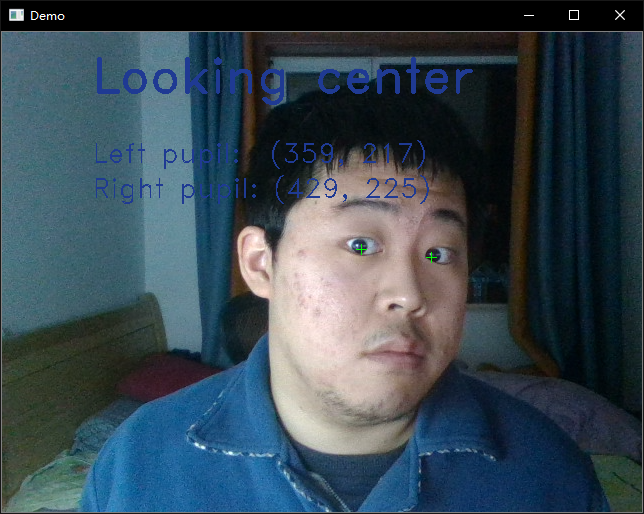 Demo
Looking center
Left pupil:  (359, 217)
Right pupil: (429, 225)